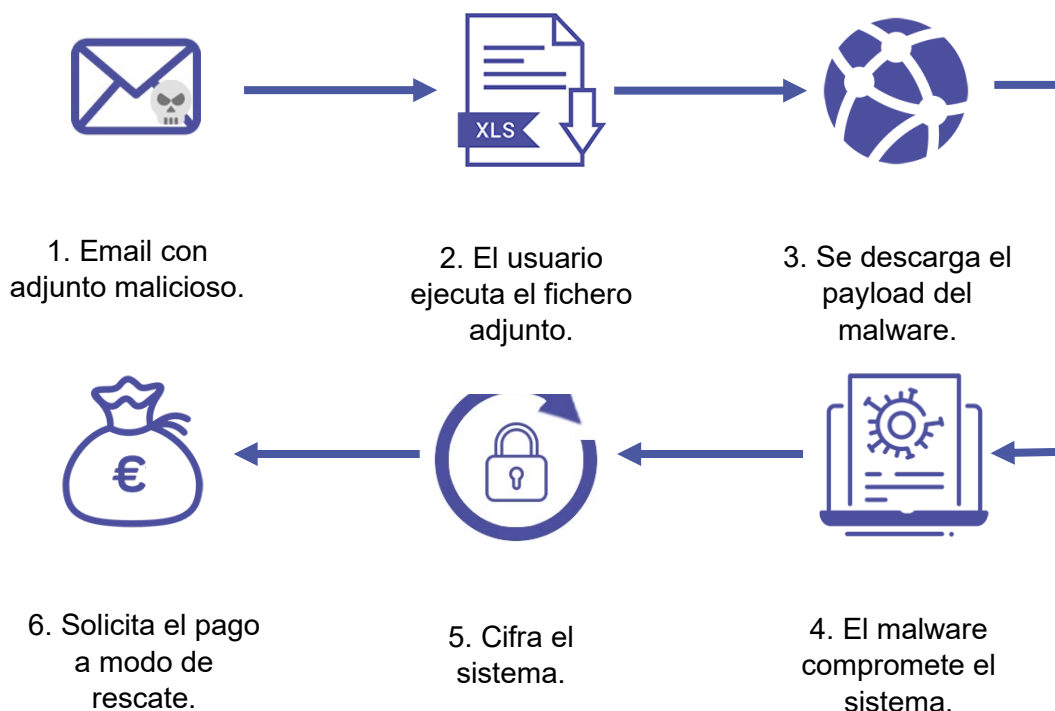 XLS
1. Email con
adjunto malicioso.
2. El usuario
ejecuta el fichero
adjunto.
3. Se descarga el
payload del
malware.
€
6. Solicita el pago
a modo de
rescate.
5. Cifra el
sistema.
4. El malware
compromete el
sistema.